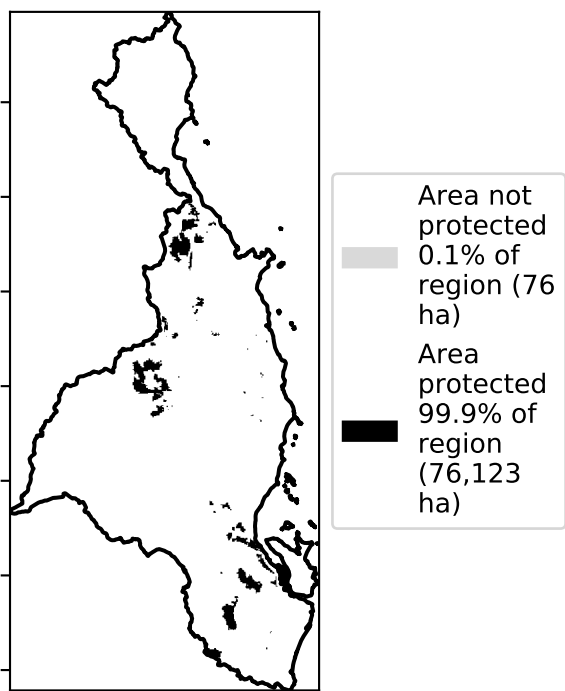 Area not
protected
0.1% of
region (76
ha)
Area
protected
99.9% of
region
(76,123
ha)